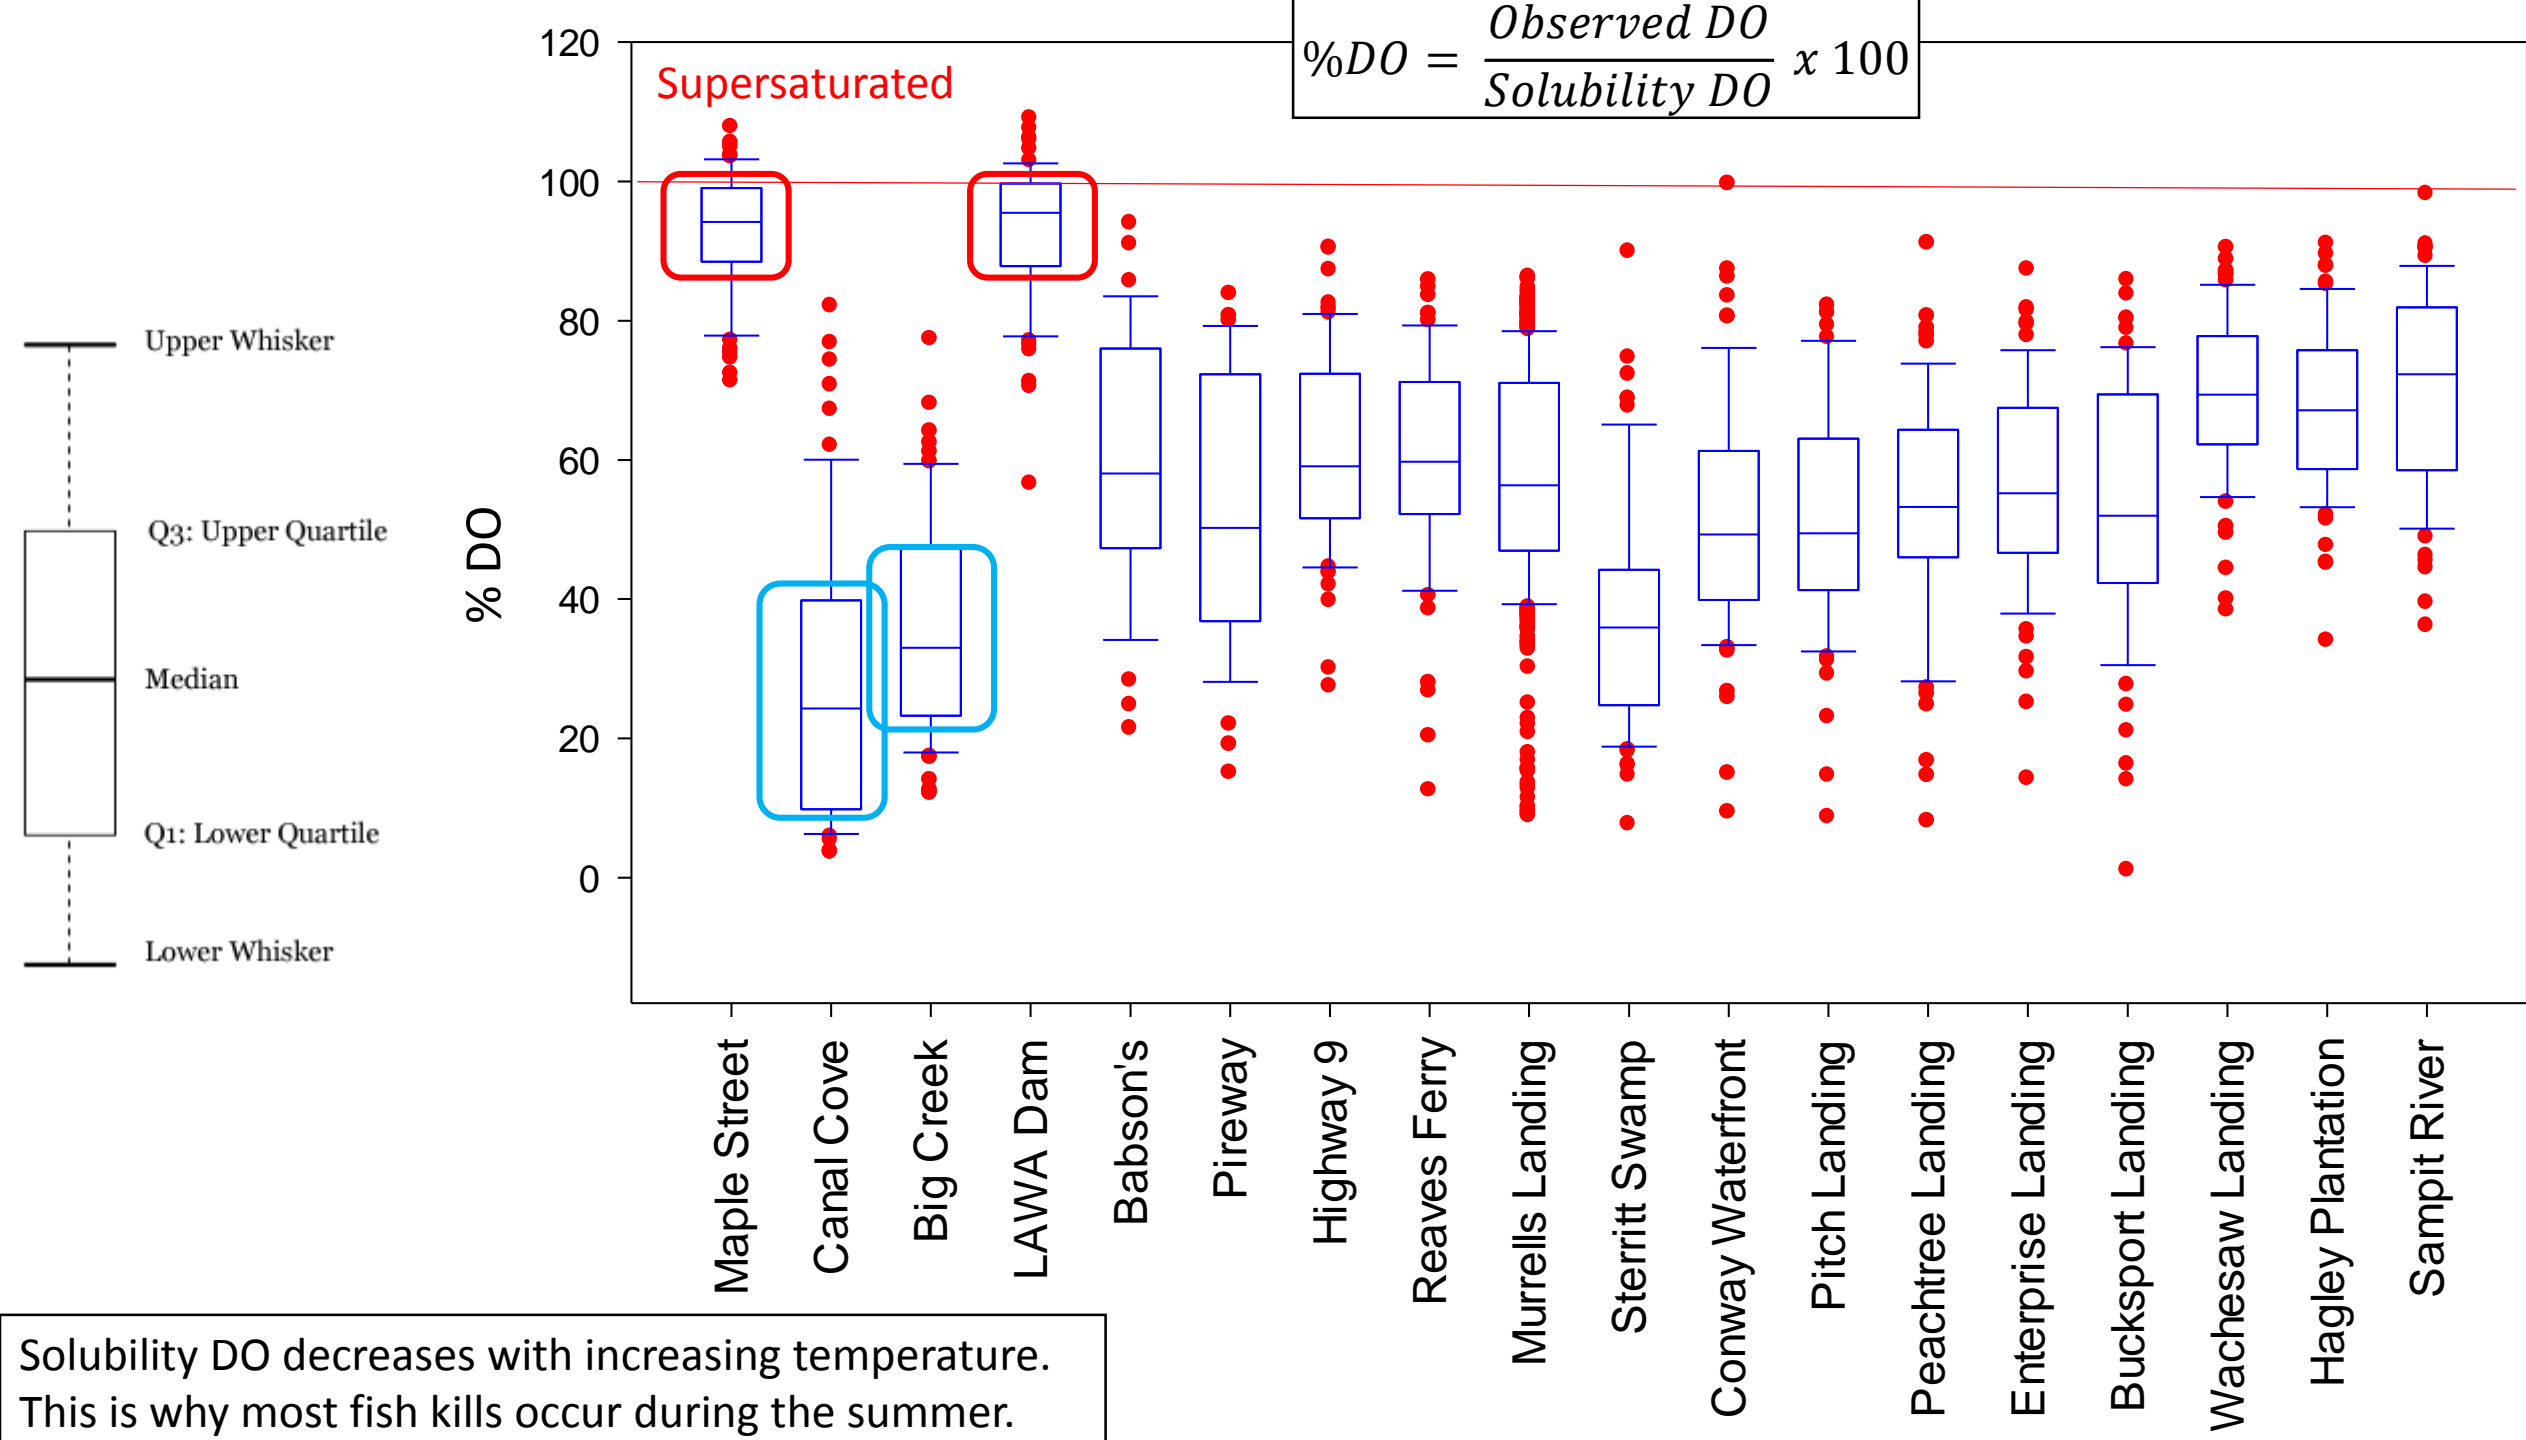 %DO = Observed DO / Solubility DO x 100
Supersaturated
120
100
80
60
40
20
0
% DO
Upper Whisker
Q3: Upper Quartile
Median
Q1: Lower Quartile
Lower Whisker
Maple Street
Canal Cove
Big Creek
LAWA Dam
Babson's
Pireway
Highway 9
Reaves Ferry
Murrells Landing
Sterritt Swamp
Conway Waterfront
Pitch Landing
Peachtree Landing
Enterprise Landing
Bucksport Landing
Wachesaw Landing
Hagley Plantation
Sampit River
Solubility DO decreases with increasing temperature.
This is why most fish kills occur during the summer.